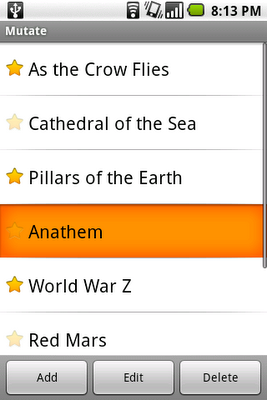 8:13 PM
Mutate
As the Crow Flies
Cathedral of the Sea
Pillars of the Earth
Anathem
World War Z
Red Mars
Add Edit Delete